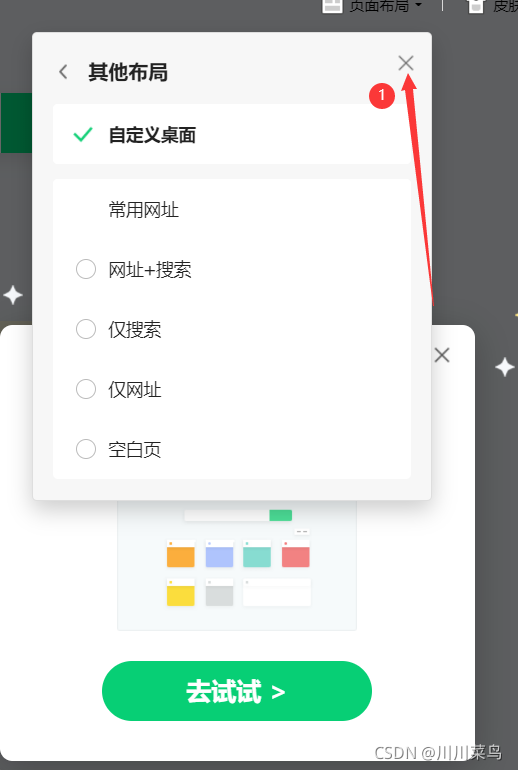 页面布局
皮肤
其他布局
1
自定义桌面
常用网址
网址+搜索
仅搜索
仅网址
空白页
去试试 >
CSDN @川川菜鸟